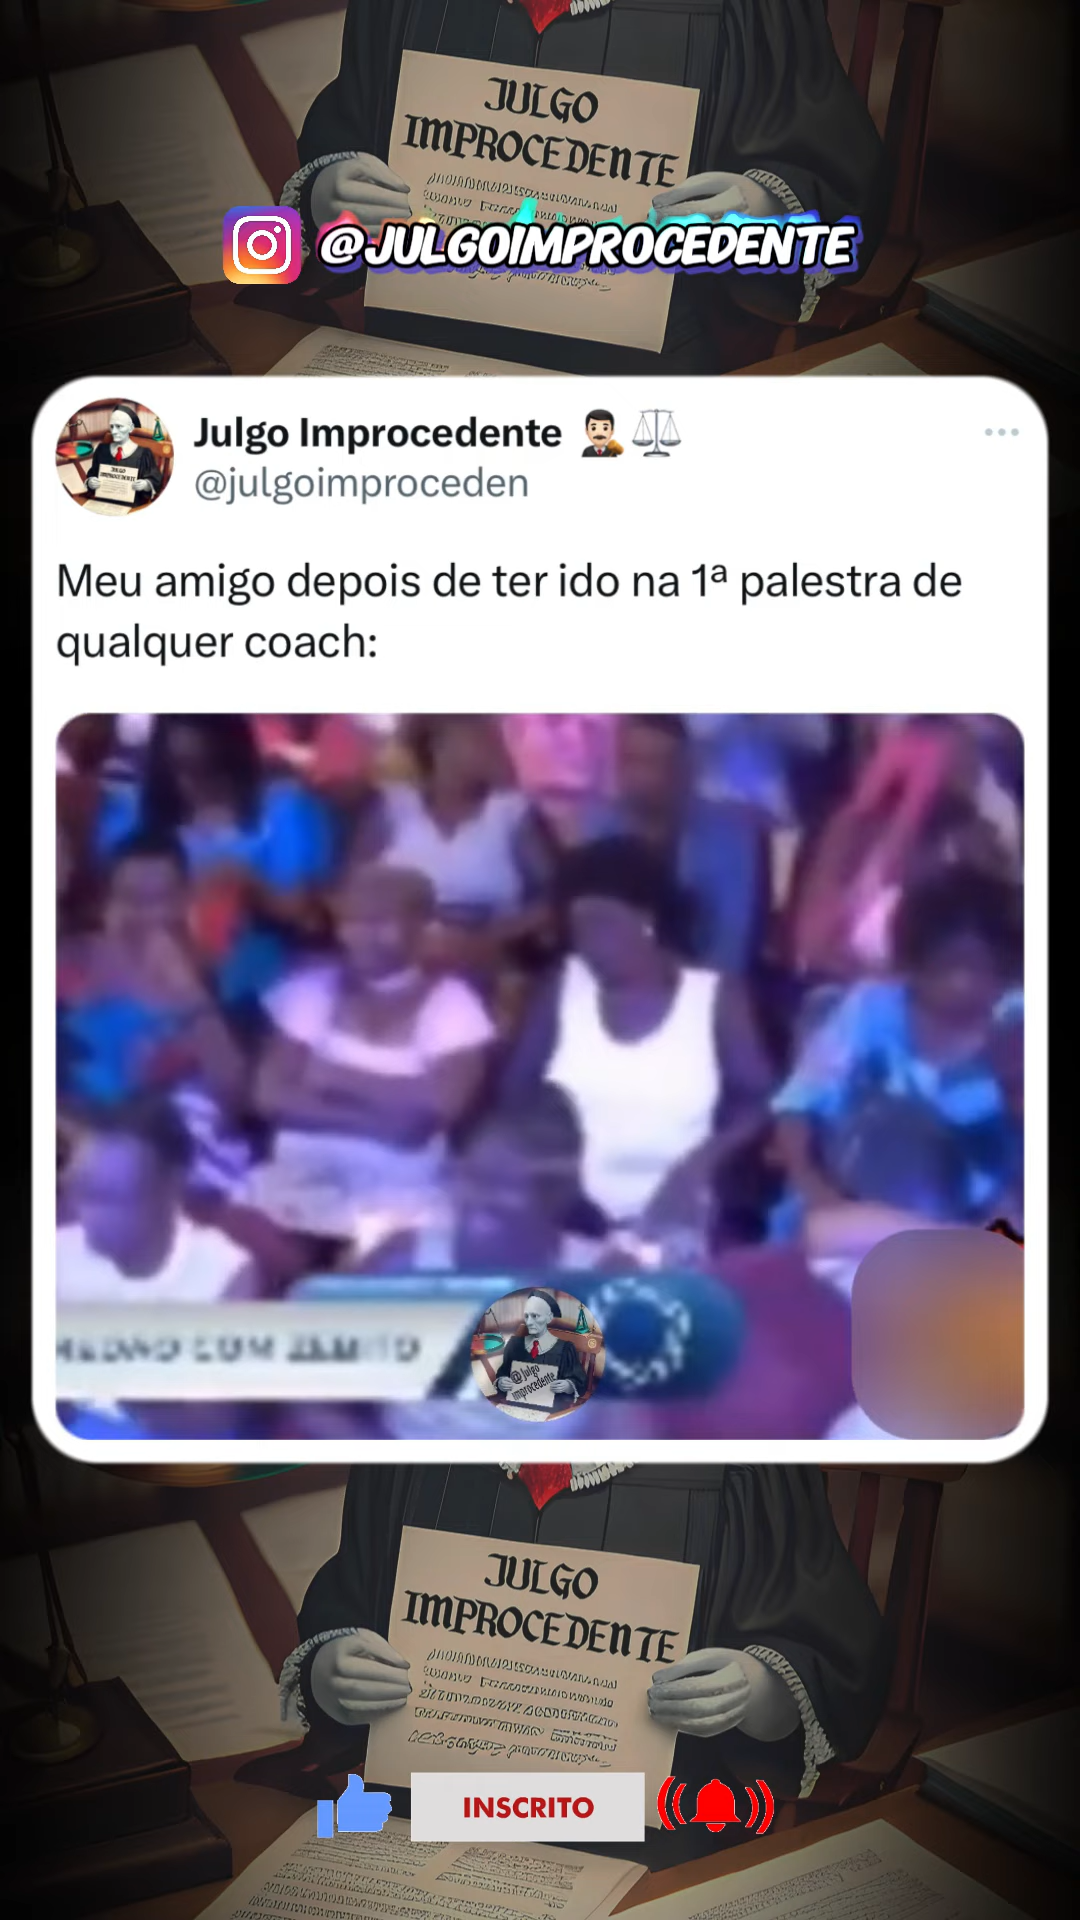 JULGO
IMPROCEDENTE
@JULGOIMPROCEDENTE
Julgo Improcedente
@julgoimproceden
Meu amigo depois de ter ido na 1ª palestra de
qualquer coach:
COM
@Julgo
Improcedente
JULGO
IMPROCEDENTE
INSCRITO